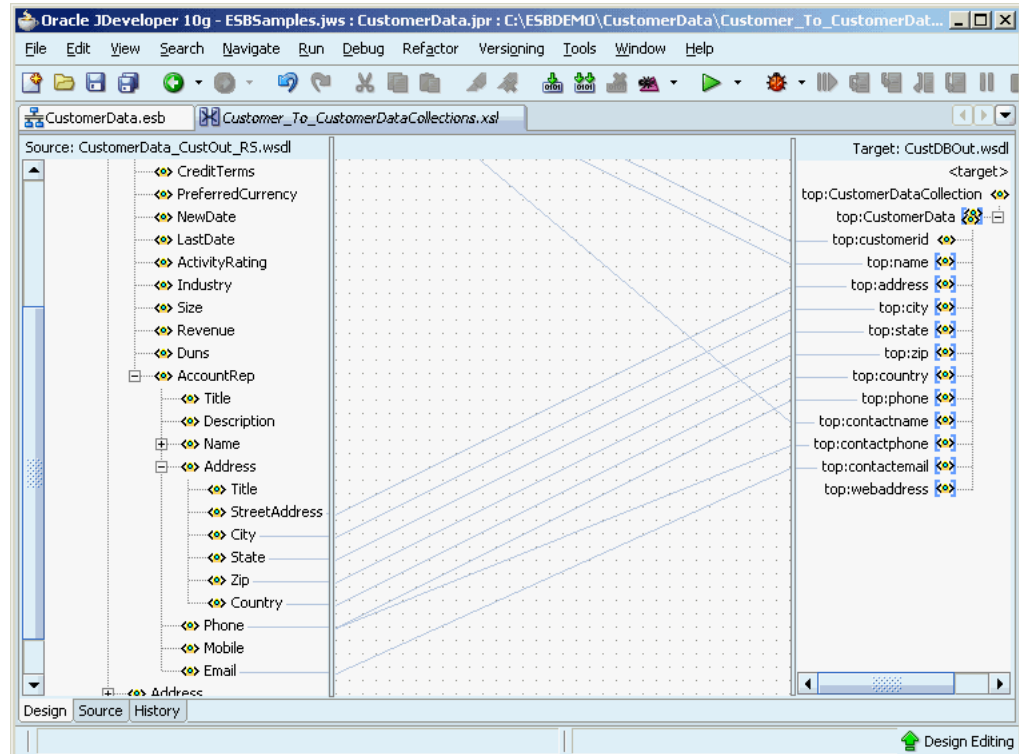 Oracle JDeveloper 10g - ESBSamples.jws : CustomerData.jpr : C:\ESBDEMO\CustomerData\Customer_To_CustomerDat...
File Edit View Search Navigate Run Debug Refactor Versioning Tools Window Help
CustomerData.esb Customer_To_CustomerDataCollections.xsl
Source: CustomerData_CustOut_RS.wsdl
CreditTerms
PreferredCurrency
NewDate
LastDate
ActivityRating
Industry
Size
Revenue
Duns
AccountRep
Title
Description
Name
Address
Title
StreetAddress
City
State
Zip
Country
Phone
Mobile
Email
Address
Target: CustDBOut.wsdl
<target>
top:CustomerDataCollection
top:CustomerData
top:customerid
top:name
top:address
top:city
top:state
top:zip
top:country
top:phone
top:contactname
top:contactphone
top:contactemail
top:webaddress
Design Source History
Design Editing